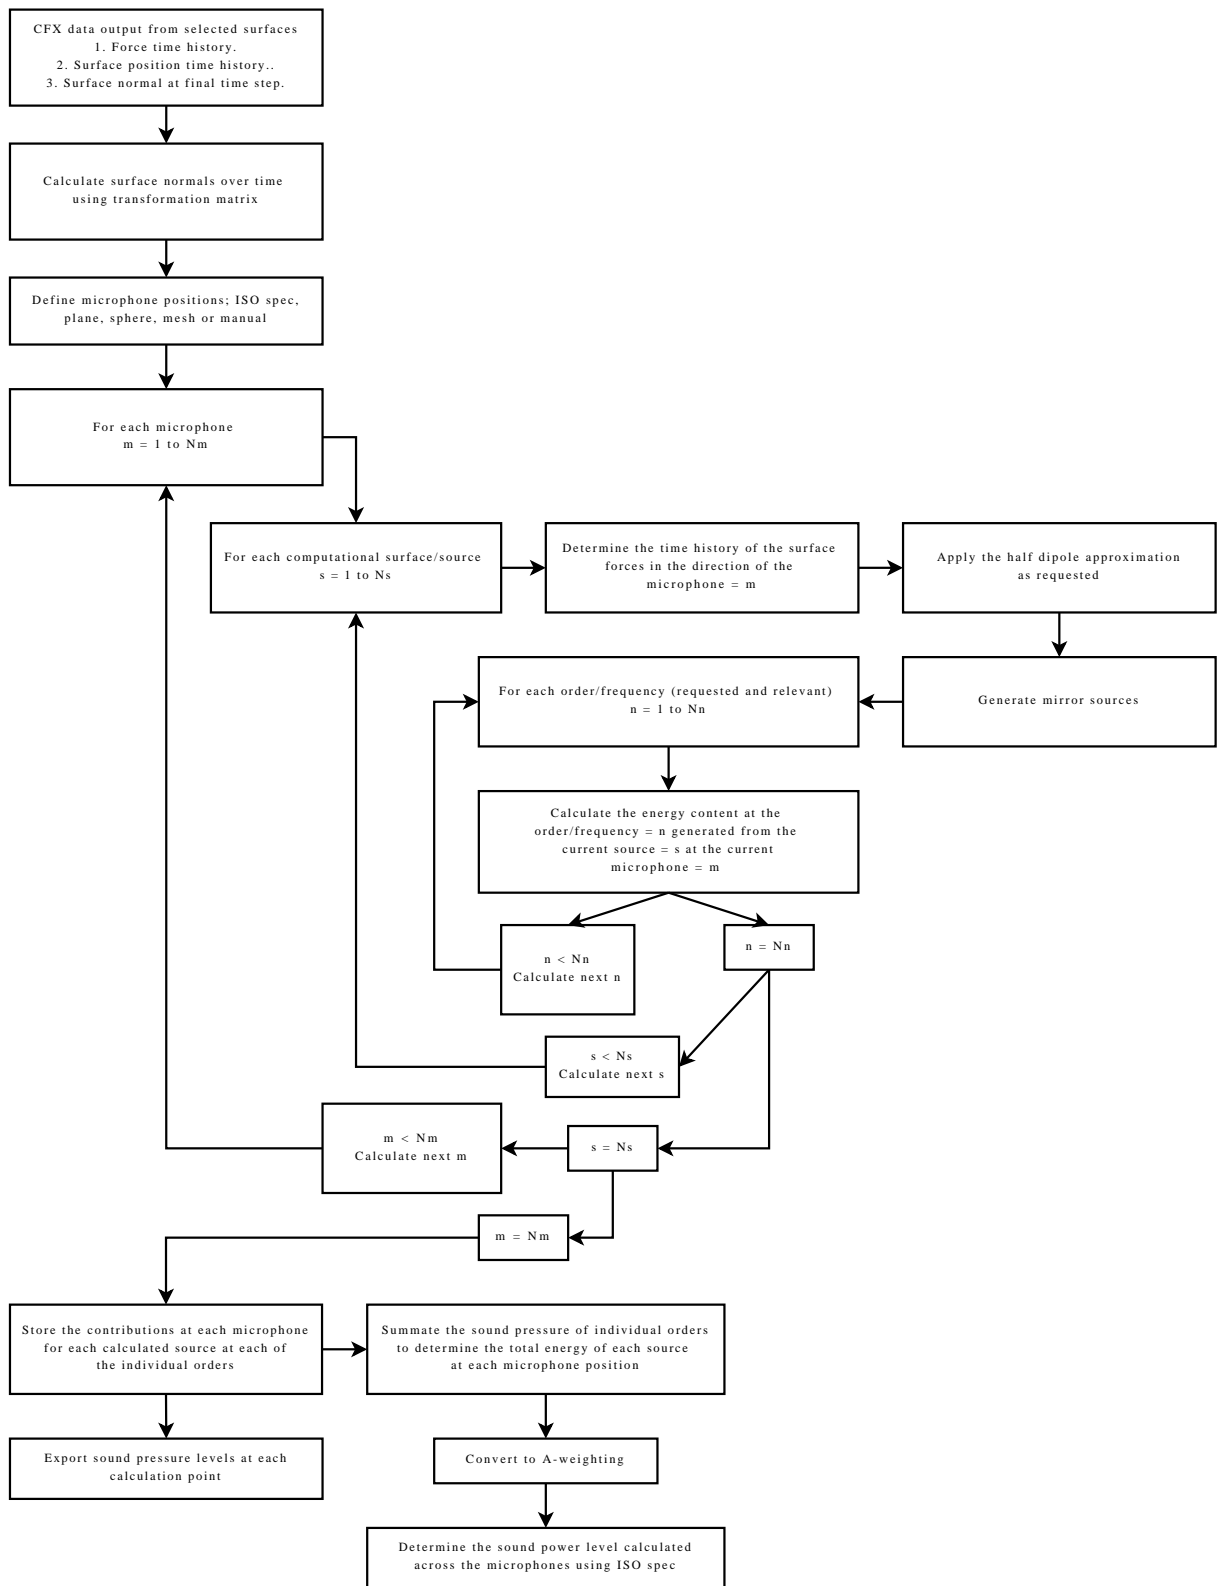 CFX data output from selected surfaces
1. Force time history.
2. Surface position time history..
3. Surface normal at final time step.
Calculate surface normals over time
using transformation matrix
Define microphone positions; ISO spec,
plane, sphere, mesh or manual
For each microphone
m = 1 to Nm
For each computational surface/source
s = 1 to Ns
Determine the time history of the surface
forces in the direction of the
microphone = m
Apply the half dipole approximation
as requested
Generate mirror sources
For each order/frequency (requested and relevant)
n = 1 to Nn
Calculate the energy content at the
order/frequency = n generated from the
current source = s at the current
microphone = m
n < Nn
Calculate next n
n = Nn
s < Ns
Calculate next s
s = Ns
m < Nm
Calculate next m
m = Nm
Store the contributions at each microphone
for each calculated source at each of
the individual orders
Summate the sound pressure of individual orders
to determine the total energy of each source
at each microphone position
Export sound pressure levels at each
calculation point
Convert to A-weighting
Determine the sound power level calculated
across the microphones using ISO spec